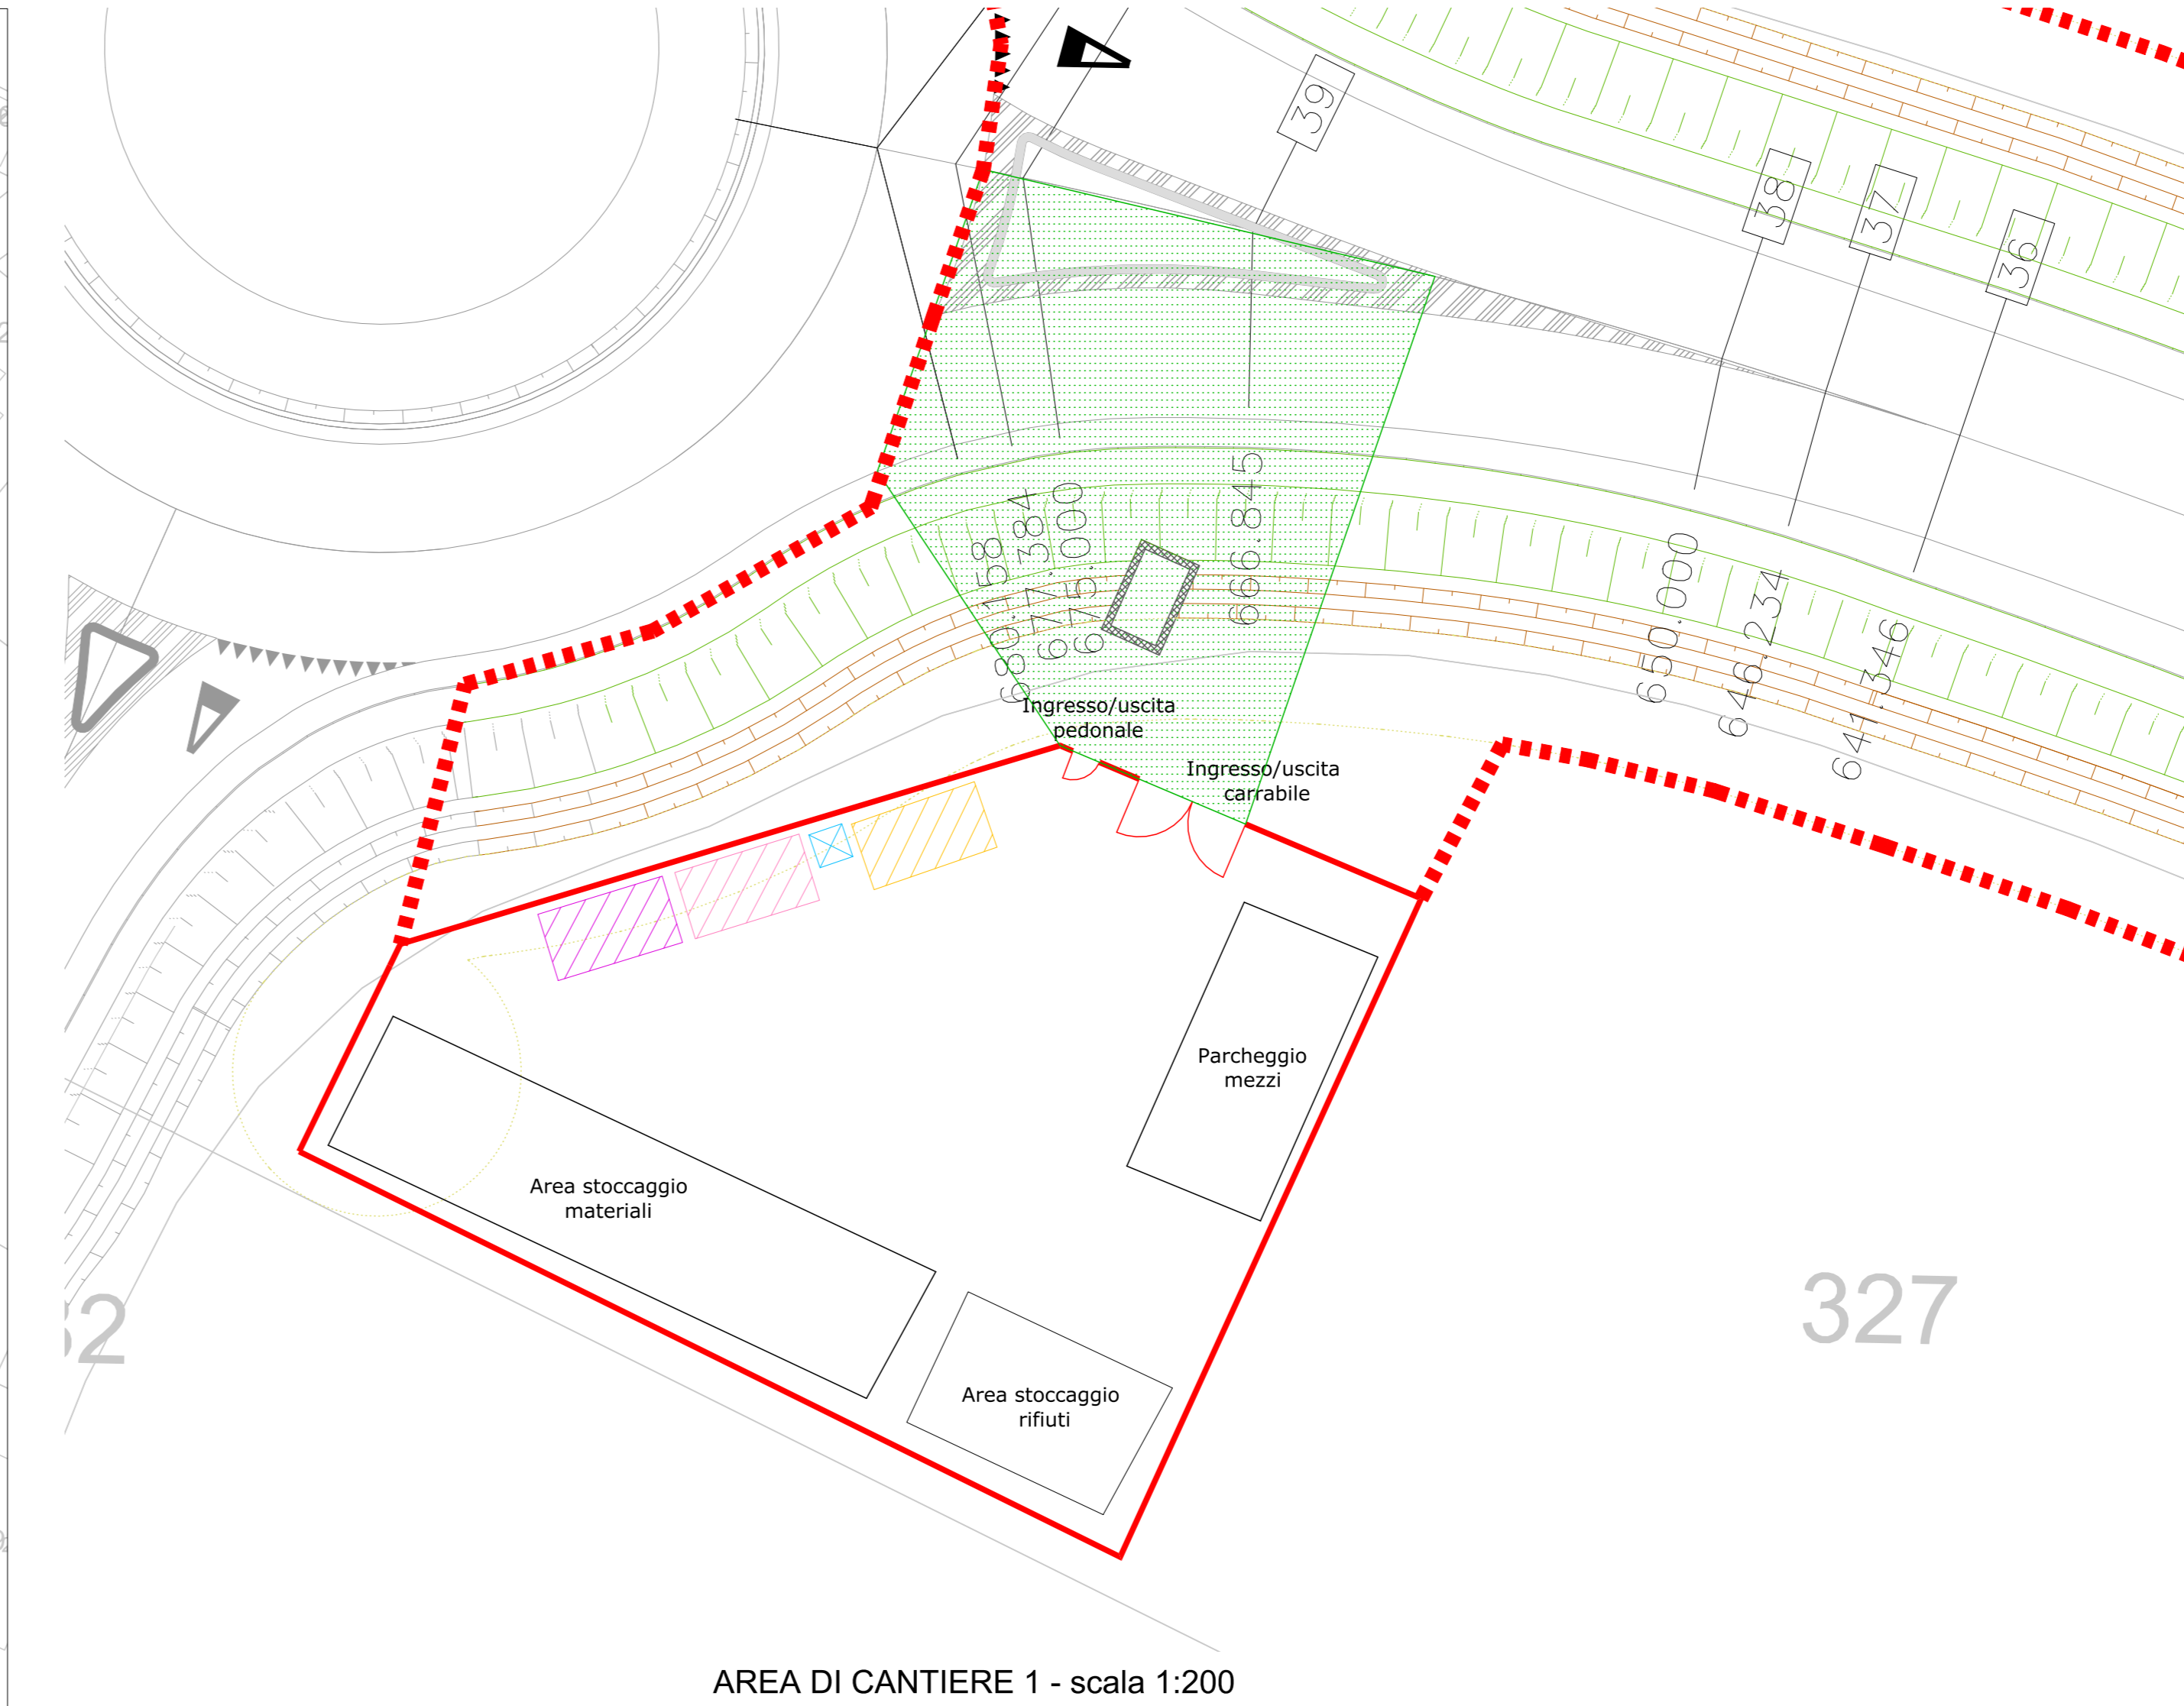 39
38
37
36
680.158
677.384
675.000
666.845
650.000
646.234
641.346
Ingresso/uscita
pedonale
Ingresso/uscita
carrabile
Parcheggio
mezzi
Area stoccaggio
materiali
Area stoccaggio
rifiuti
327
2
AREA DI CANTIERE 1 - scala 1:200